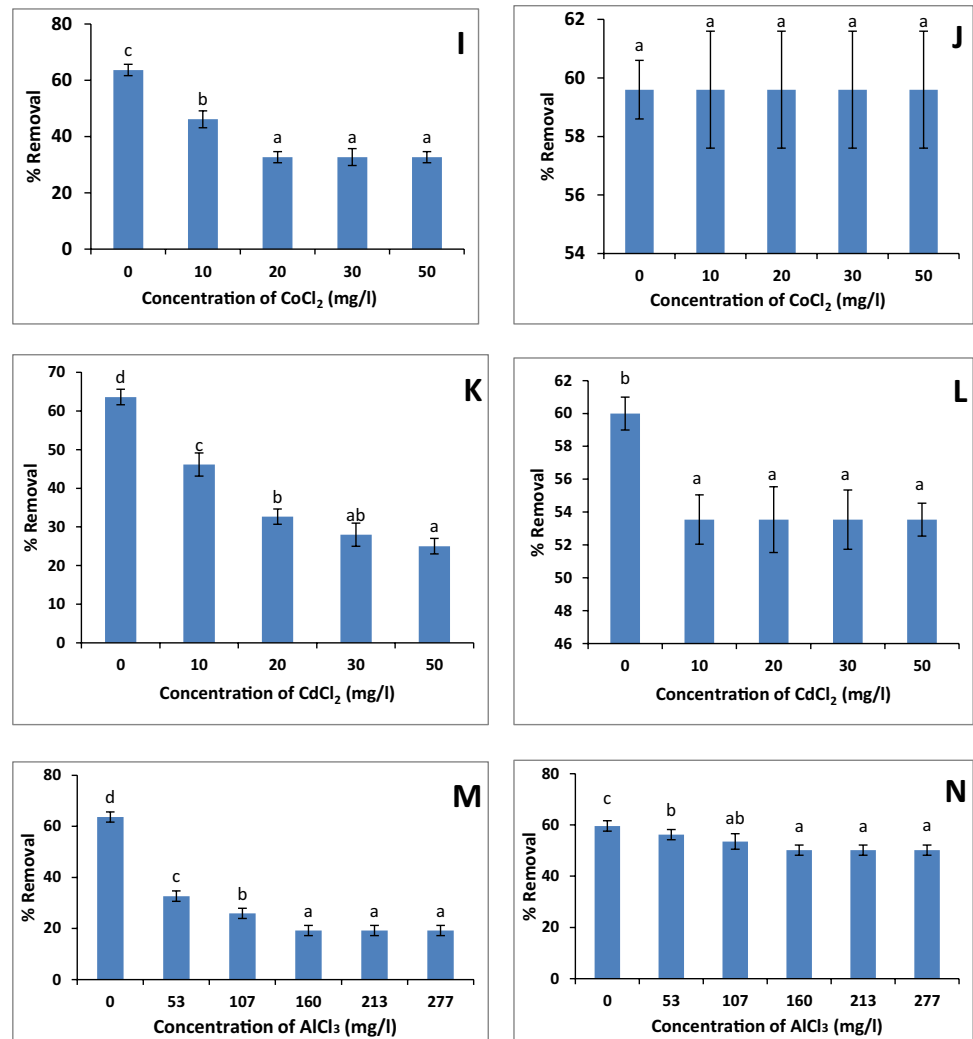 I
% Removal
80
60
40
20
0
c
b
a
a
a
0 10 20 30 50
Concentration of CoCl₂ (mg/l)
J
% Removal
62
60
58
56
54
a
a
a
a
a
0 10 20 30 50
Concentration of CoCl₂ (mg/l)
K
% Removal
70
60
50
40
30
20
10
0
d
c
b
ab
a
0 10 20 30 50
Concentration of CdCl₂ (mg/l)
L
% Removal
62
60
58
56
54
52
50
48
46
b
a
a
a
a
0 10 20 30 50
Concentration of CdCl₂ (mg/l)
M
% Removal
80
60
40
20
0
d
c
b
a
a
a
0 53 107 160 213 277
Concentration of AlCl₃ (mg/l)
N
% Removal
80
60
40
20
0
c
b
ab
a
a
a
0 53 107 160 213 277
Concentration of AlCl₃ (mg/l)